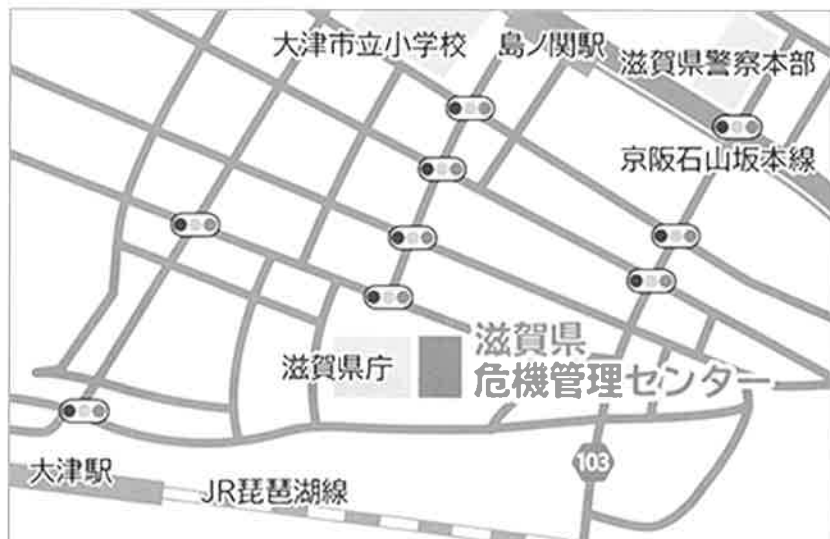 大津市立小学校
島ノ関駅
滋賀県警察本部
京阪石山坂本線
滋賀県庁
滋賀県
危機管理センター
103
大津駅
JR琵琶湖線